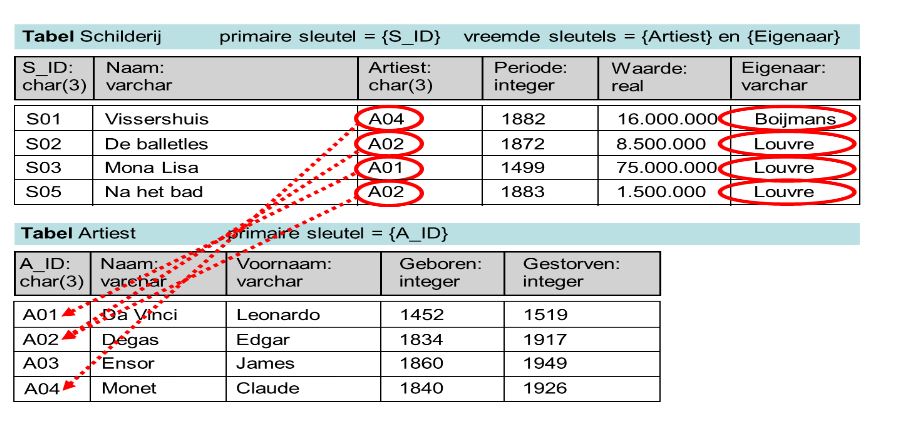 Tabel Schilderij primaire sleutel = {S_ID} vreemde sleutels = {Artiest} en {Eigenaar}
S_ID: Naam: Artiest: Periode: Waarde: Eigenaar:
char(3) varchar char(3) integer real varchar
S01 Vissershuis A04 1882 16.000.000 Boijmans
S02 De balletles A02 1872 8.500.000 Louvre
S03 Mona Lisa A01 1499 75.000.000 Louvre
S05 Na het bad A02 1883 1.500.000 Louvre
Tabel Artiest primaire sleutel = {A_ID}
A_ID: Naam: Voornaam: Geboren: Gestorven:
char(3) varchar varchar integer integer
A01 Da Vinci Leonardo 1452 1519
A02 Degas Edgar 1834 1917
A03 Ensor James 1860 1949
A04 Monet Claude 1840 1926